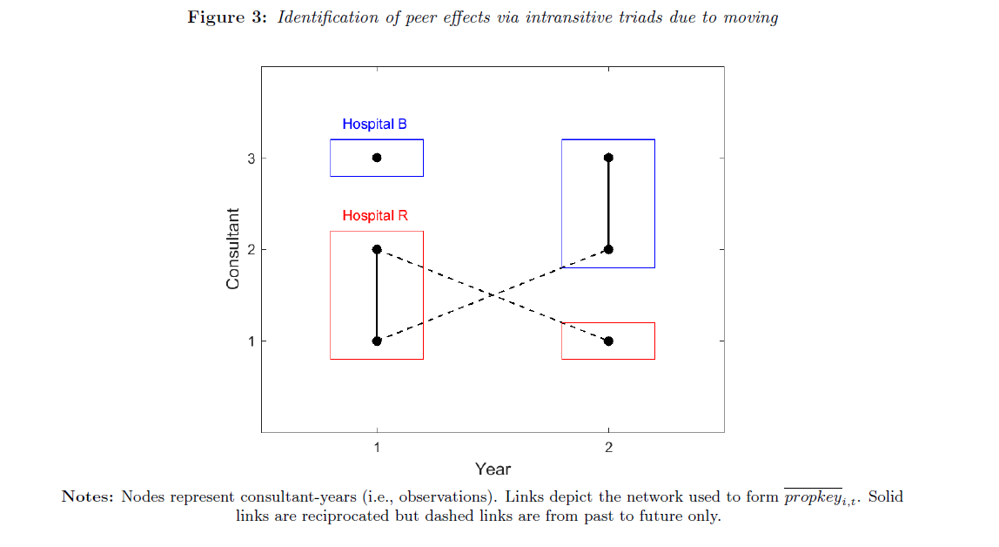 Figure 3: Identification of peer effects via intransitive triads due to moving
Hospital B
3
Hospital R
Consultant
2
1
1 2
Year
Notes: Nodes represent consultant-years (i.e., observations). Links depict the network used to form $\overline{propkey}_{i,t}$. Solid
links are reciprocated but dashed links are from past to future only.